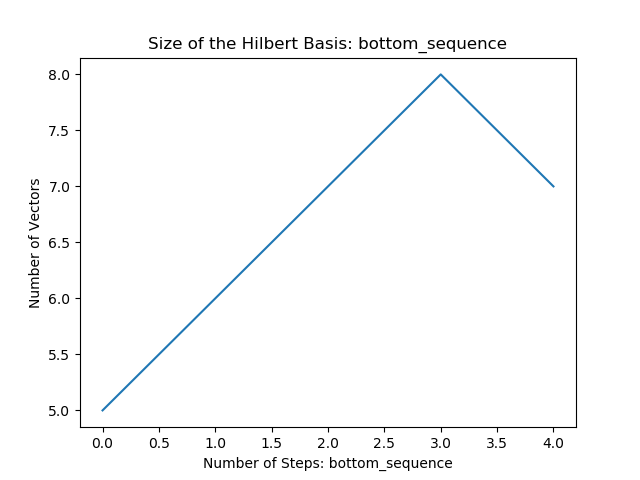 Size of the Hilbert Basis: bottom_sequence
8.0
7.5
7.0
6.5
6.0
5.5
5.0
Number of Vectors
0.0 0.5 1.0 1.5 2.0 2.5 3.0 3.5 4.0
Number of Steps: bottom_sequence